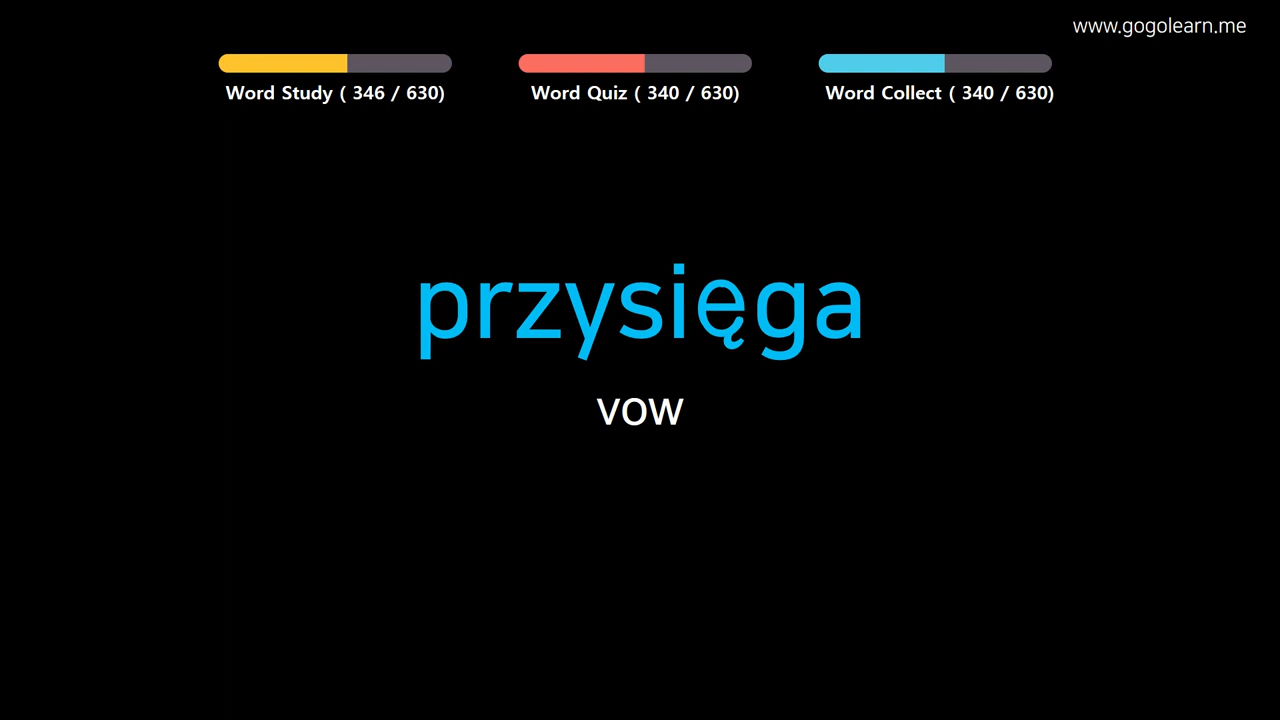 www.gogolearn.me
Word Study ( 346 / 630)
Word Quiz ( 340 / 630)
Word Collect ( 340 / 630)
przysięga
vow